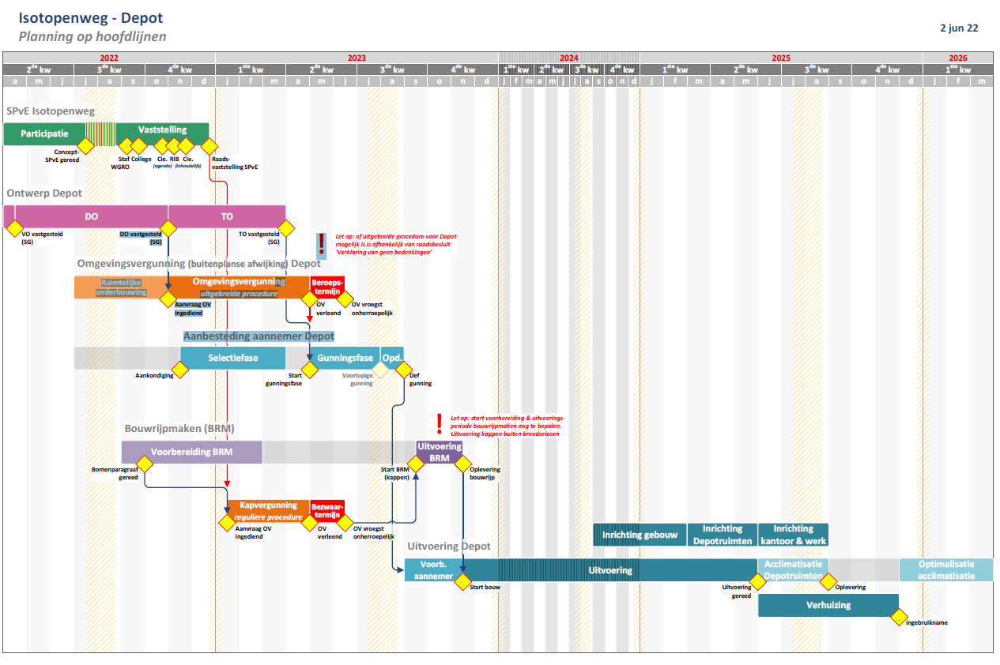 Isotopenweg - Depot
Planning op hoofdlijnen
2 jun 22
2022 2023 2024 2025 2026
2de kw 3de kw 4de kw 1ste kw 2de kw 3de kw 4de kw 1ste kw 2de kw 3de kw 4de kw 1ste kw 2de kw 3de kw 4de kw 1ste kw
a m j j a s o n d j f m a m j j a s o n d j f m a m j j a s o n d j f m a m j j a s o n d j f m
SPvE Isotopenweg
Participatie
Vaststelling
Concept-
SPvE gereed
Staf College
WGRO
Cie. RIB Cie.
(agenda) (inhoudelijk)
Raads-
vaststelling SPvE
Ontwerp Depot
DO
TO
VO vastgesteld
(SG)
DO vastgesteld
(SG)
TO vastgesteld
(SG)
!
Let op: of uitgebreide procedure voor Depot
mogelijk is is afhankelijk van raadsbesluit
'Verklaring van geen bedenkingen'
Omgevingsvergunning (buitenplanse afwijking) Depot
Ruimtelijke
onderbouwing
Omgevingsvergunning
uitgebreide procedure
Beroeps-
termijn
Aanvraag OV
ingediend
OV
verleend
OV vroegst
onherroepelijk
Aanbesteding aannemer Depot
Selectiefase
Gunningsfase
Opd.
Aankondiging
Start
gunningsfase
Voorlopige
gunning
Def
gunning
!
Let op: start voorbereiding & uitvoerings-
periode bouwrijpmaken nog te bepalen.
Uitvoering kappen buiten broedseizoen
Bouwrijpmaken (BRM)
Voorbereiding BRM
Uitvoering
BRM
Bomenparagraaf
gereed
Start BRM
(kappen)
Oplevering
bouwrijp
Kapvergunning
reguliere procedure
Bezwaar-
termijn
Aanvraag OV
ingediend
OV
verleend
OV vroegst
onherroepelijk
Inrichting gebouw
Inrichting
Depotruimten
Inrichting
kantoor & werk
Uitvoering Depot
Voorb.
aannemer
Uitvoering
Acclimatisatie
Depotruimten
Optimalisatie
acclimatisatie
Start bouw
Uitvoering
gereed
Oplevering
Verhuizing
Ingebruikname